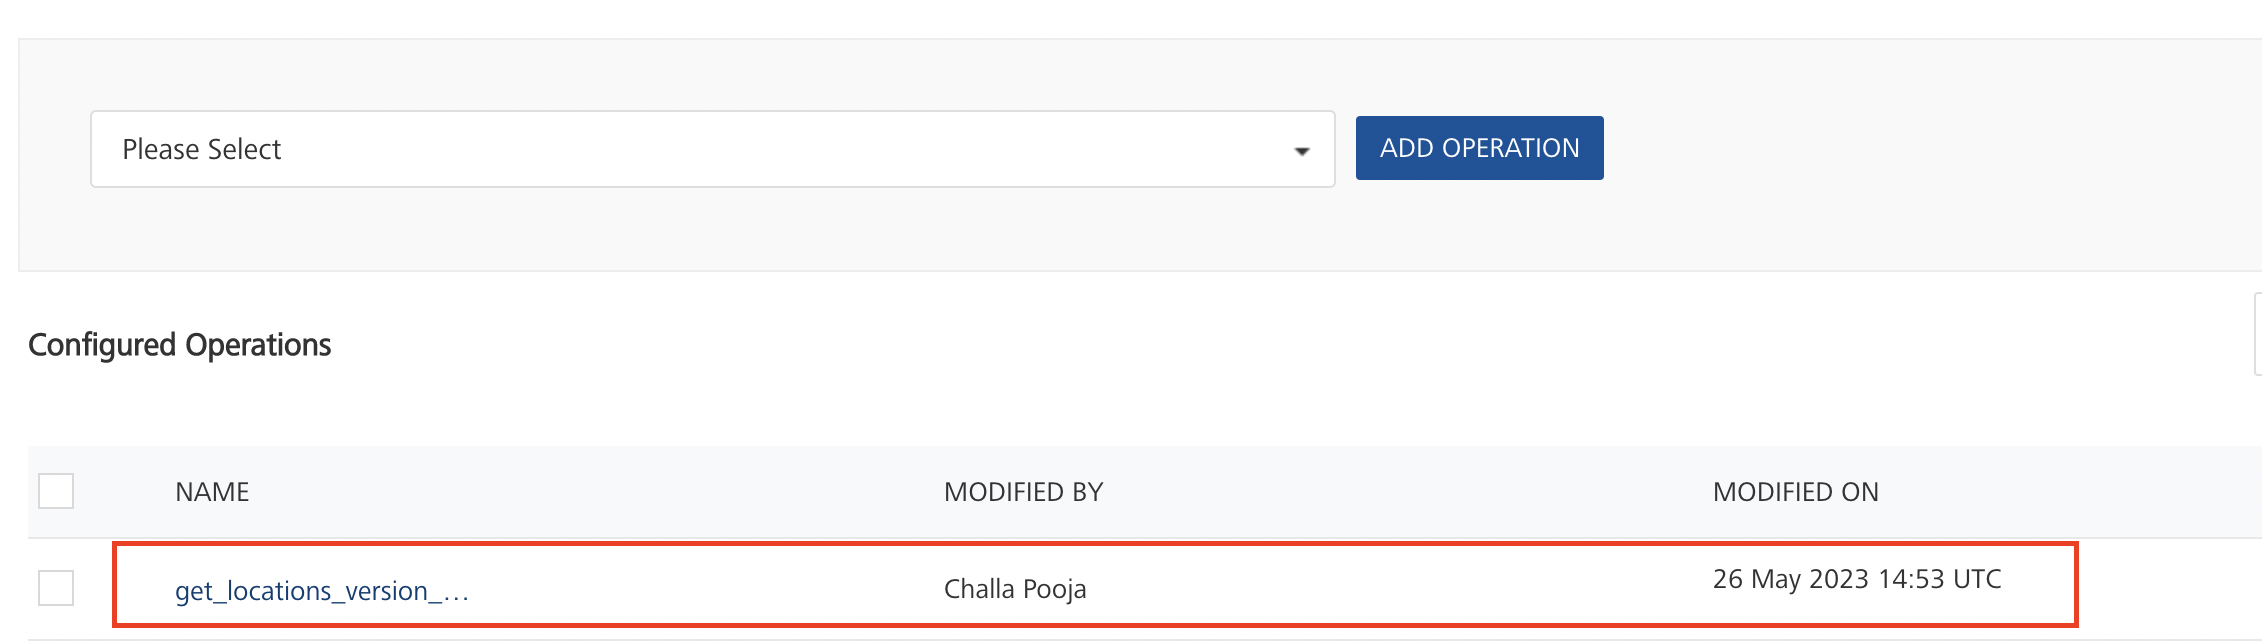 Please Select
ADD OPERATION
Configured Operations
NAME MODIFIED BY MODIFIED ON
get_locations_version_... Challa Pooja 26 May 2023 14:53 UTC